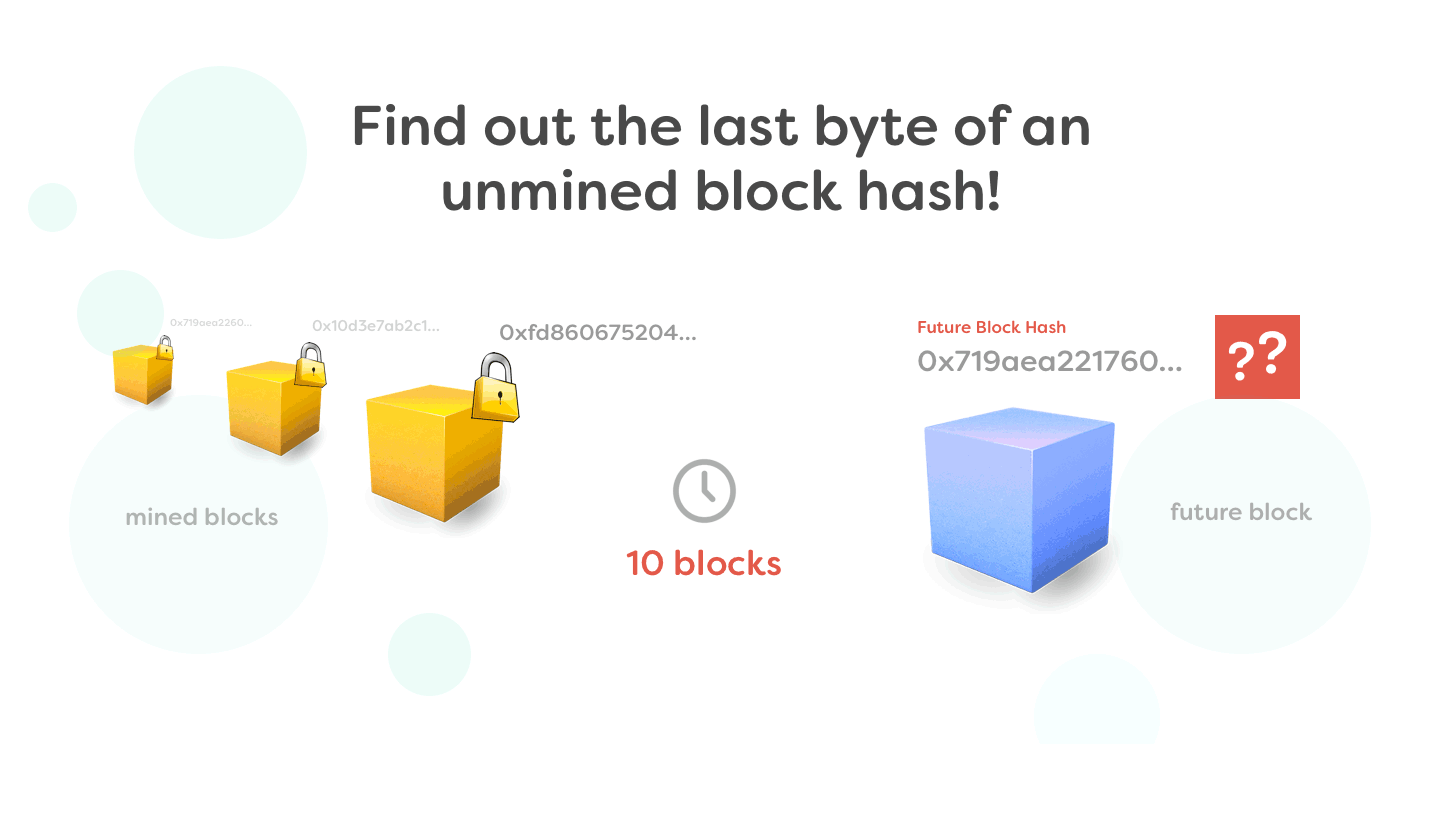 Find out the last byte of an
unmined block hash!
0x719aea2260...
0x10d3e7ab2c1...
0xfd860675204...
Future Block Hash
0x719aea221760...
??
mined blocks
future block
10 blocks